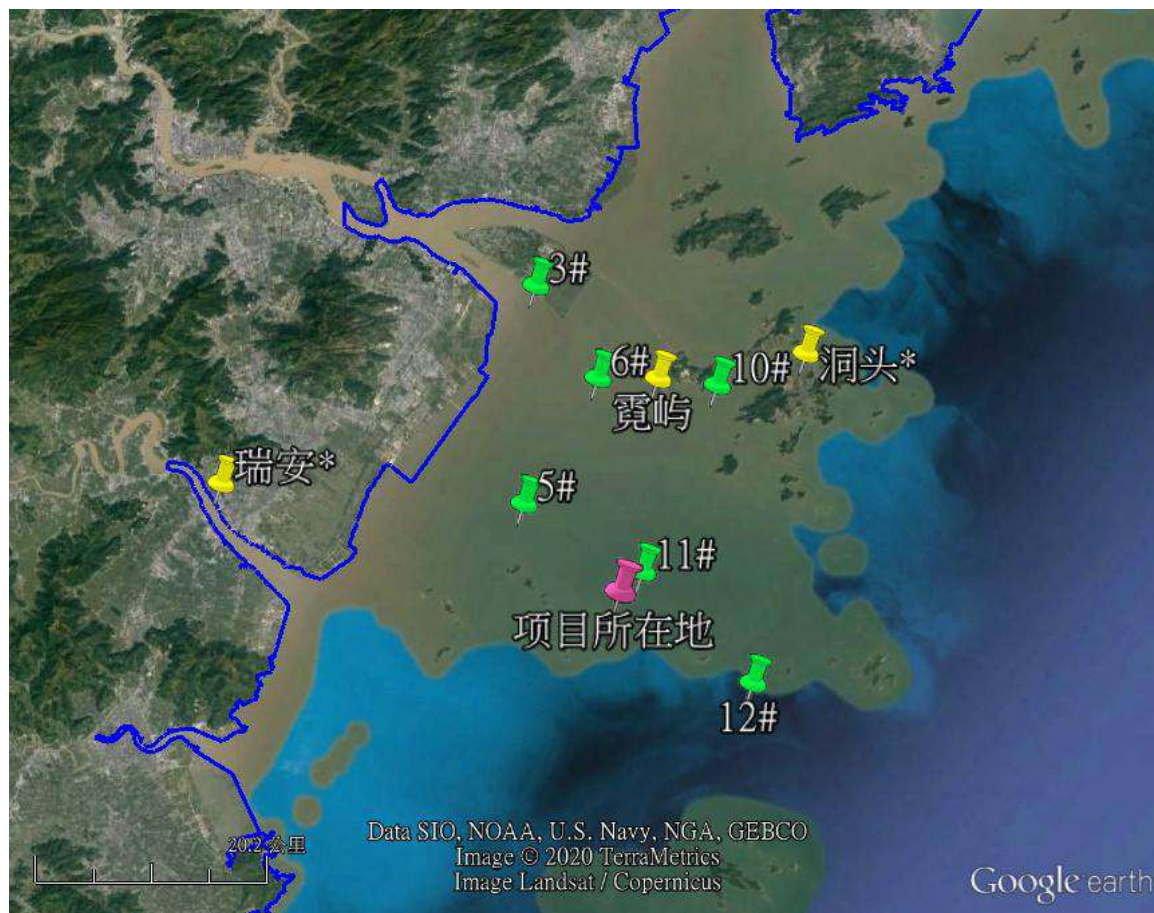 3#
6#
10#
洞头*
霓屿
瑞安*
5#
11#
项目所在地
12#
20.2 公里
Data SIO, NOAA, U.S. Navy, NGA, GEBCO
Image © 2020 TerraMetrics
Image Landsat / Copernicus
Google earth